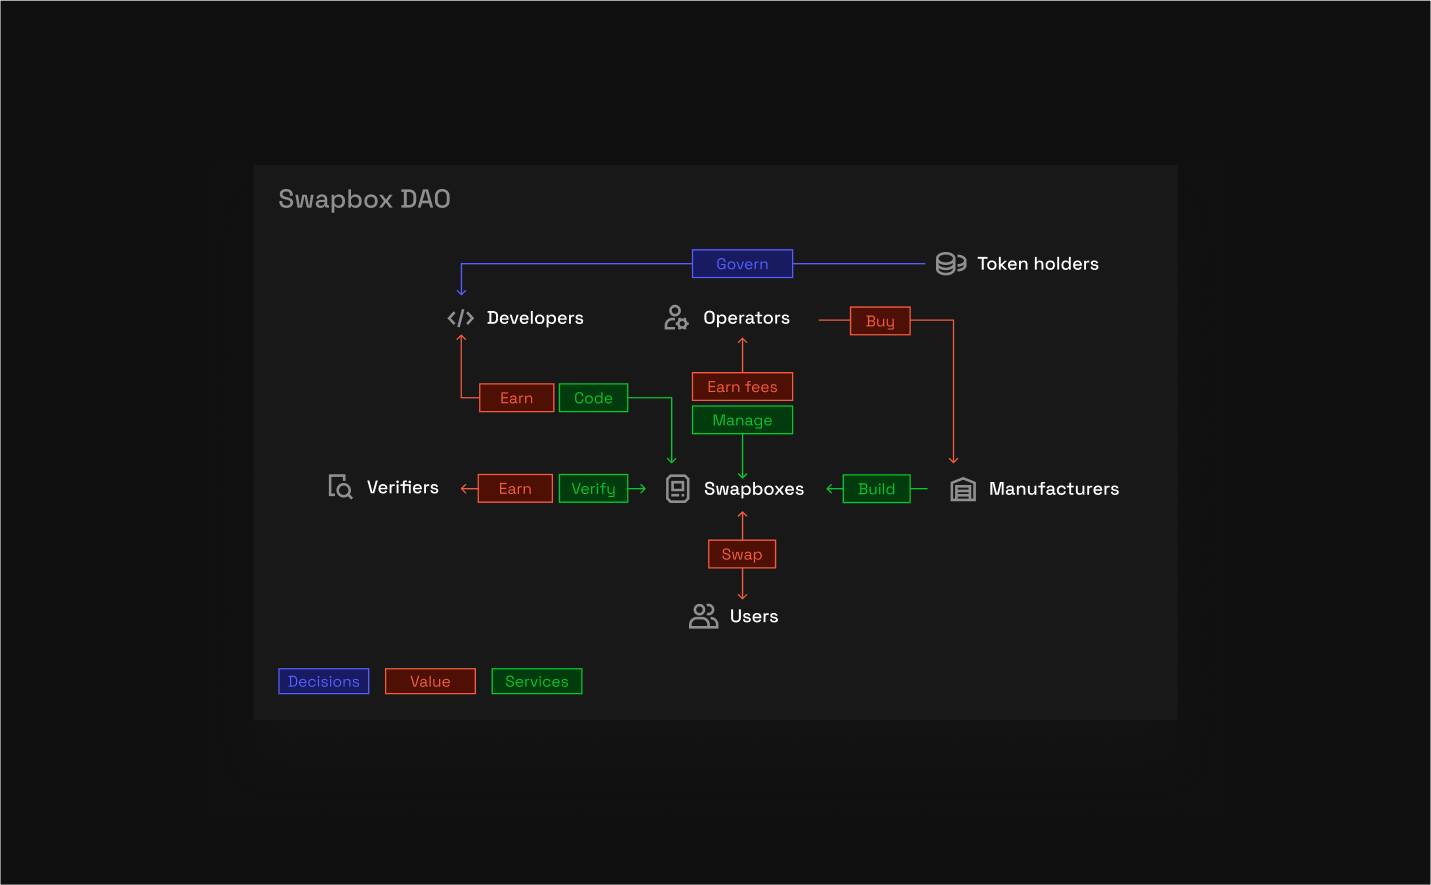 Swapbox DAO
Govern
Token holders
Developers
Operators
Buy
Earn fees
Earn
Code
Manage
Verifiers
Earn
Verify
Swapboxes
Build
Manufacturers
Swap
Users
Decisions
Value
Services